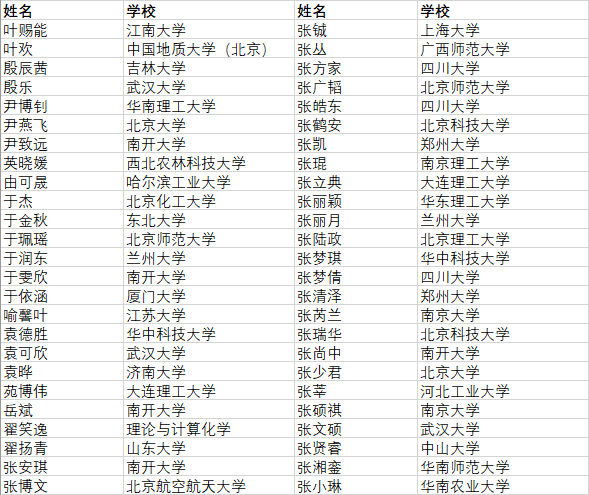 姓名 学校 姓名 学校
叶赐能 江南大学 张铖 上海大学
叶欢 中国地质大学（北京） 张丛 广西师范大学
殷辰茜 吉林大学 张方家 四川大学
殷乐 武汉大学 张广韬 北京师范大学
尹博钊 华南理工大学 张皓东 四川大学
尹燕飞 北京大学 张鹤安 北京科技大学
尹致远 南开大学 张凯 郑州大学
英晓媛 西北农林科技大学 张琨 南京理工大学
由可晟 哈尔滨工业大学 张立典 大连理工大学
于杰 北京化工大学 张丽颖 华东理工大学
于金秋 东北大学 张丽月 兰州大学
于珮瑶 北京师范大学 张陆政 北京理工大学
于润东 兰州大学 张梦琪 华中科技大学
于雯欣 南开大学 张梦倩 四川大学
于依涵 厦门大学 张清泽 郑州大学
喻馨叶 江苏大学 张芮兰 南京大学
袁德胜 华中科技大学 张瑞华 北京科技大学
袁可欣 武汉大学 张尚中 南开大学
袁晔 济南大学 张少君 北京大学
苑博伟 大连理工大学 张莘 河北工业大学
岳斌 南开大学 张硕祺 南京大学
翟笑逸 理论与计算化学 张文硕 武汉大学
翟扬青 山东大学 张贤睿 中山大学
张安琪 南开大学 张湘銮 华南师范大学
张博文 北京航空航天大学 张小琳 华南农业大学